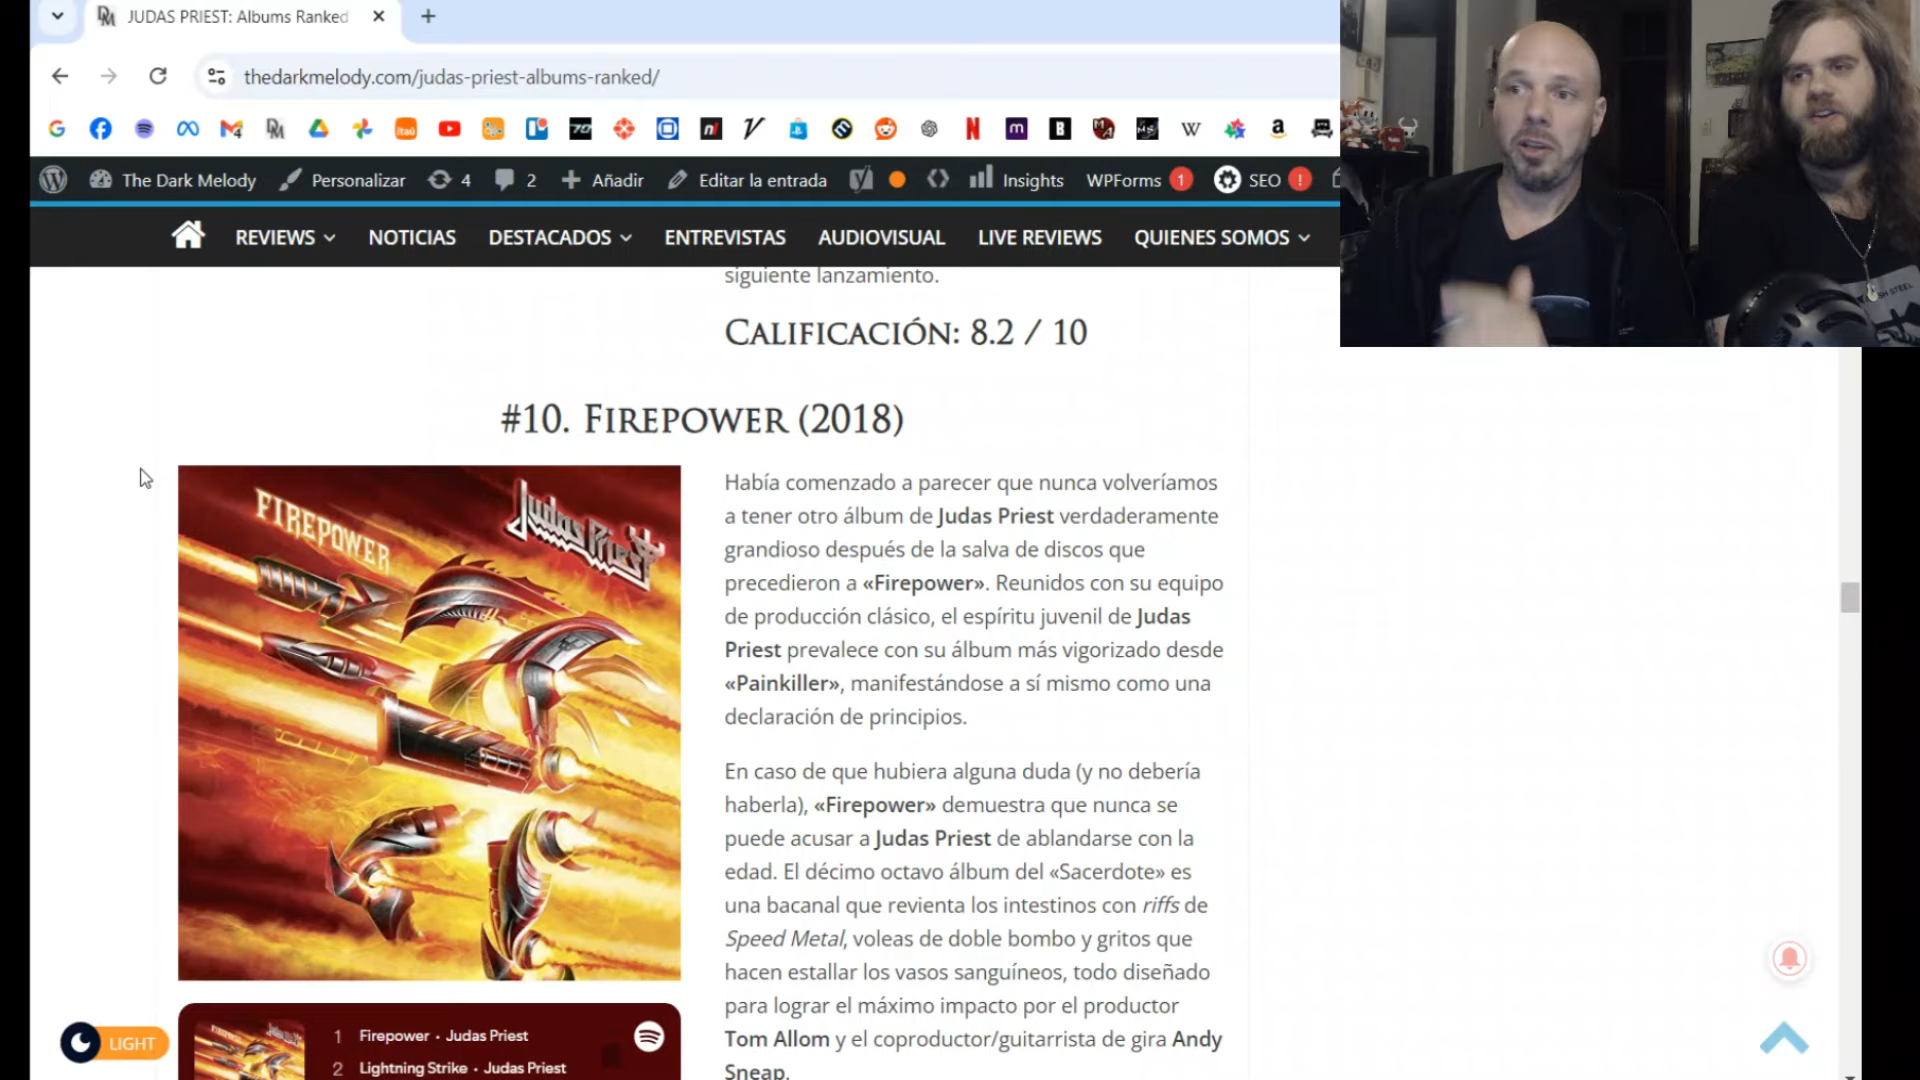 JUDAS PRIEST: Albums Ranked
thedarkmelody.com/judas-priest-albums-ranked/
The Dark Melody
Personalizar
4
2
Añadir
Editar la entrada
Insights
WPForms 1
SEO !
REVIEWS
NOTICIAS
DESTACADOS
ENTREVISTAS
AUDIOVISUAL
LIVE REVIEWS
QUIENES SOMOS
siguiente lanzamiento.
CALIFICACIÓN: 8.2 / 10
#10. FIREPOWER (2018)
FIREPOWER
Judas Priest
Había comenzado a parecer que nunca volveríamos
a tener otro álbum de Judas Priest verdaderamente
grandioso después de la salva de discos que
precedieron a «Firepower». Reunidos con su equipo
de producción clásico, el espíritu juvenil de Judas
Priest prevalece con su álbum más vigorizado desde
«Painkiller», manifestándose a sí mismo como una
declaración de principios.
En caso de que hubiera alguna duda (y no debería
haberla), «Firepower» demuestra que nunca se
puede acusar a Judas Priest de ablandarse con la
edad. El décimo octavo álbum del «Sacerdote» es
una bacanal que revienta los intestinos con riffs de
Speed Metal, voleas de doble bombo y gritos que
hacen estallar los vasos sanguíneos, todo diseñado
para lograr el máximo impacto por el productor
Tom Allom y el coproductor/guitarrista de gira Andy
Sneap.
1 Firepower · Judas Priest
2 Lightning Strike · Judas Priest
LIGHT